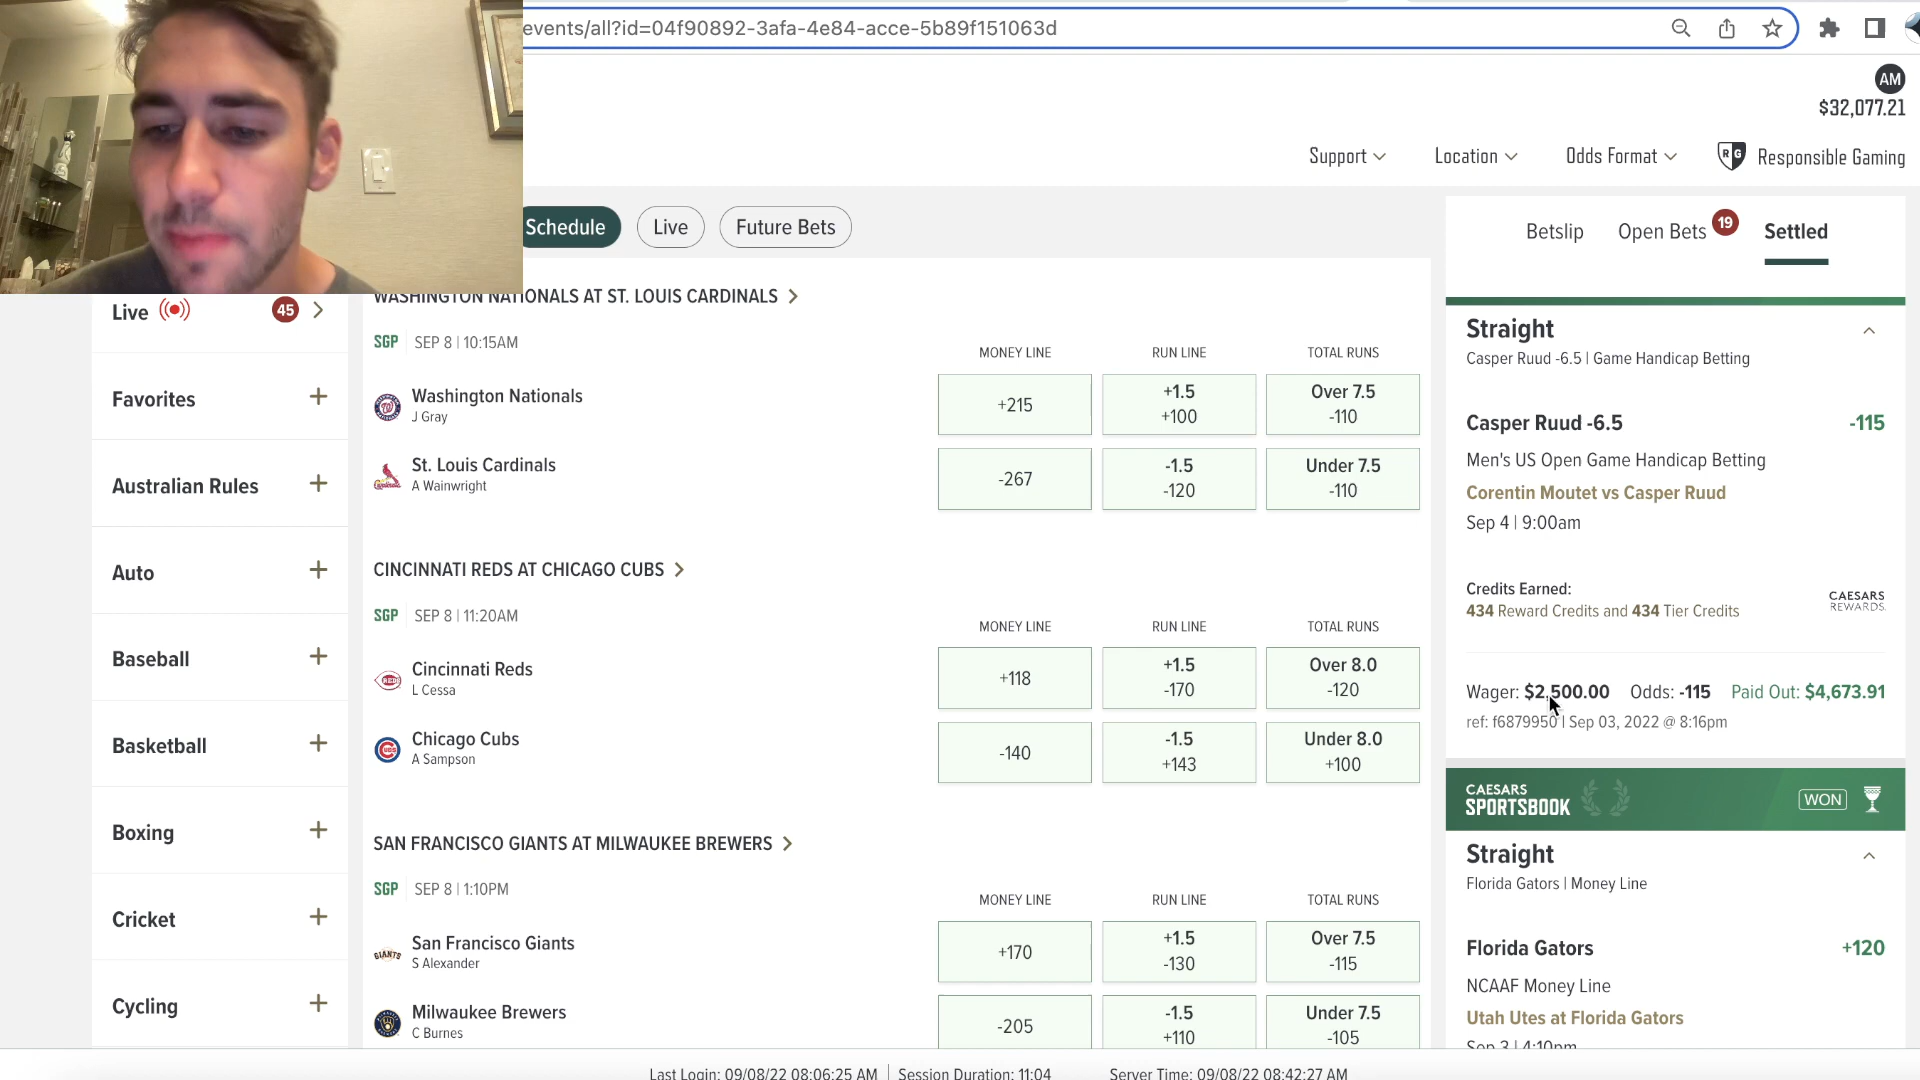 events/all?id=04f90892-3afa-4e84-acce-5b89f151063d
AM
$32,077.21
Support
Location
Odds Format
RG
Responsible Gaming
Schedule
Live
Future Bets
Betslip
Open Bets 19
Settled
Live 45
Favorites
Australian Rules
Auto
Baseball
Basketball
Boxing
Cricket
Cycling
WASHINGTON NATIONALS AT ST. LOUIS CARDINALS
SGP SEP 8 | 10:15AM
MONEY LINE RUN LINE TOTAL RUNS
Washington Nationals
J Gray
+215
+1.5
+100
Over 7.5
-110
St. Louis Cardinals
A Wainwright
-267
-1.5
-120
Under 7.5
-110
CINCINNATI REDS AT CHICAGO CUBS
SGP SEP 8 | 11:20AM
MONEY LINE RUN LINE TOTAL RUNS
Cincinnati Reds
L Cessa
+118
+1.5
-170
Over 8.0
-120
Chicago Cubs
A Sampson
-140
-1.5
+143
Under 8.0
+100
SAN FRANCISCO GIANTS AT MILWAUKEE BREWERS
SGP SEP 8 | 1:10PM
MONEY LINE RUN LINE TOTAL RUNS
San Francisco Giants
S Alexander
+170
+1.5
-130
Over 7.5
-115
Milwaukee Brewers
C Burnes
-205
-1.5
+110
Under 7.5
-105
Straight
Casper Ruud -6.5 | Game Handicap Betting
Casper Ruud -6.5 -115
Men's US Open Game Handicap Betting
Corentin Moutet vs Casper Ruud
Sep 4 | 9:00am
Credits Earned:
434 Reward Credits and 434 Tier Credits
CAESARS
REWARDS.
Wager: $2,500.00 Odds: -115 Paid Out: $4,673.91
ref: f6879950 | Sep 03, 2022 @ 8:16pm
CAESARS
SPORTSBOOK
WON
Straight
Florida Gators | Money Line
Florida Gators +120
NCAAF Money Line
Utah Utes at Florida Gators
Sep 3 | 4:10pm
Last Login: 09/08/22 08:06:25 AM | Session Duration: 11:04 Server Time: 09/08/22 08:42:27 AM